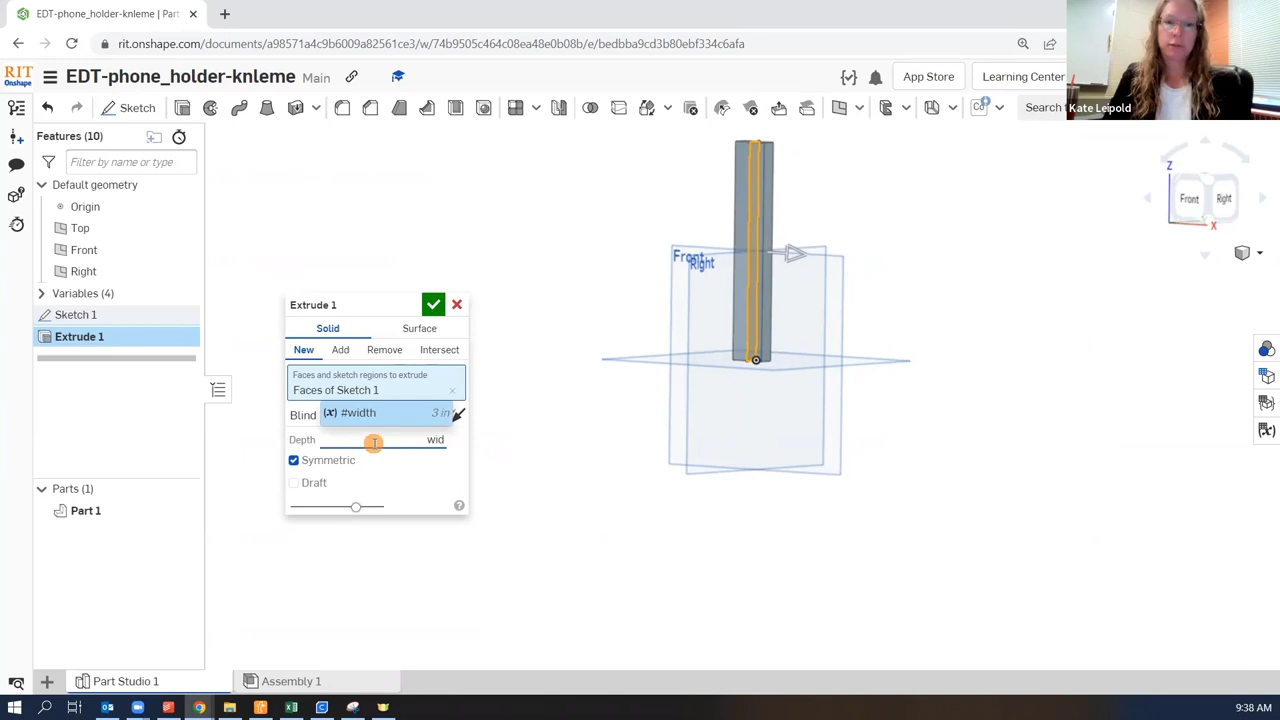 EDT-phone_holder-knleme | Part
rit.onshape.com/documents/a98571a4c9b6009a82561ce3/w/74b9505c464c08ea48e0b08b/e/bedbba9cd3b80ebf334c6afa
RIT
Onshape
EDT-phone_holder-knleme Main
App Store
Learning Center
Kate Leipold
Sketch
Search t
Features (10)
Filter by name or type
Default geometry
Origin
Top
Front
Right
Variables (4)
Sketch 1
Extrude 1
Parts (1)
Part 1
Extrude 1
Solid Surface
New Add Remove Intersect
Faces and sketch regions to extrude
Faces of Sketch 1
Blind
(x) #width 3 in
Depth wid
Symmetric
Draft
Front
Right
Z
Front Right
X
(x)
Part Studio 1
Assembly 1
9:38 AM